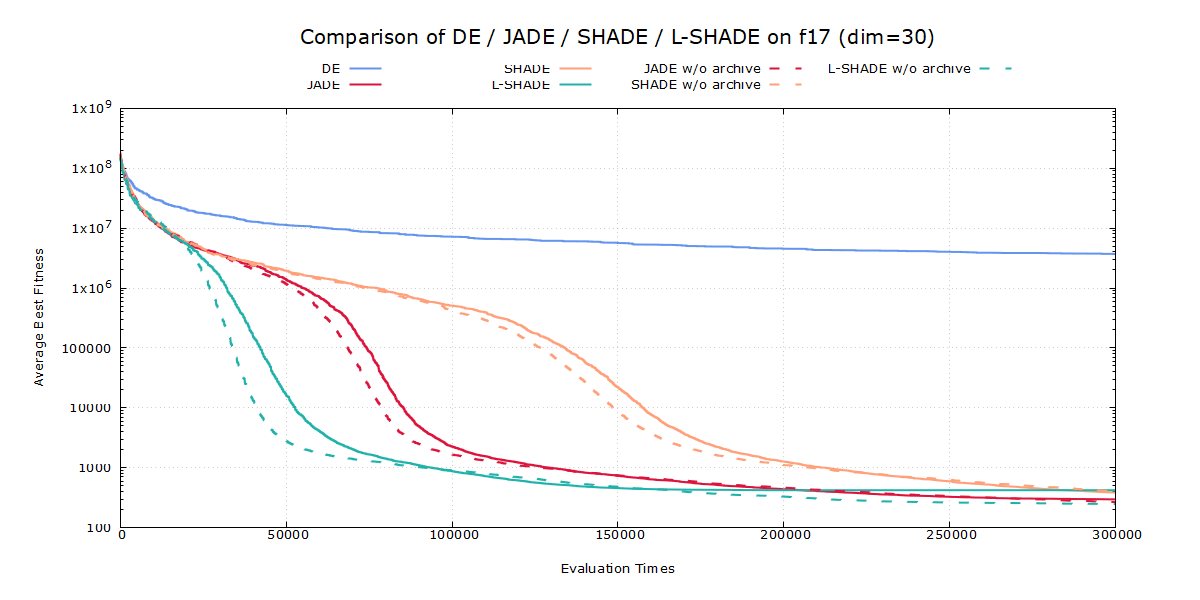 Comparison of DE / JADE / SHADE / L-SHADE on f17 (dim=30)
DE SHADE JADE w/o archive L-SHADE w/o archive
JADE L-SHADE SHADE w/o archive
1x10^9
1x10^8
1x10^7
1x10^6
100000
10000
1000
100
Average Best Fitness
0 50000 100000 150000 200000 250000 300000
Evaluation Times